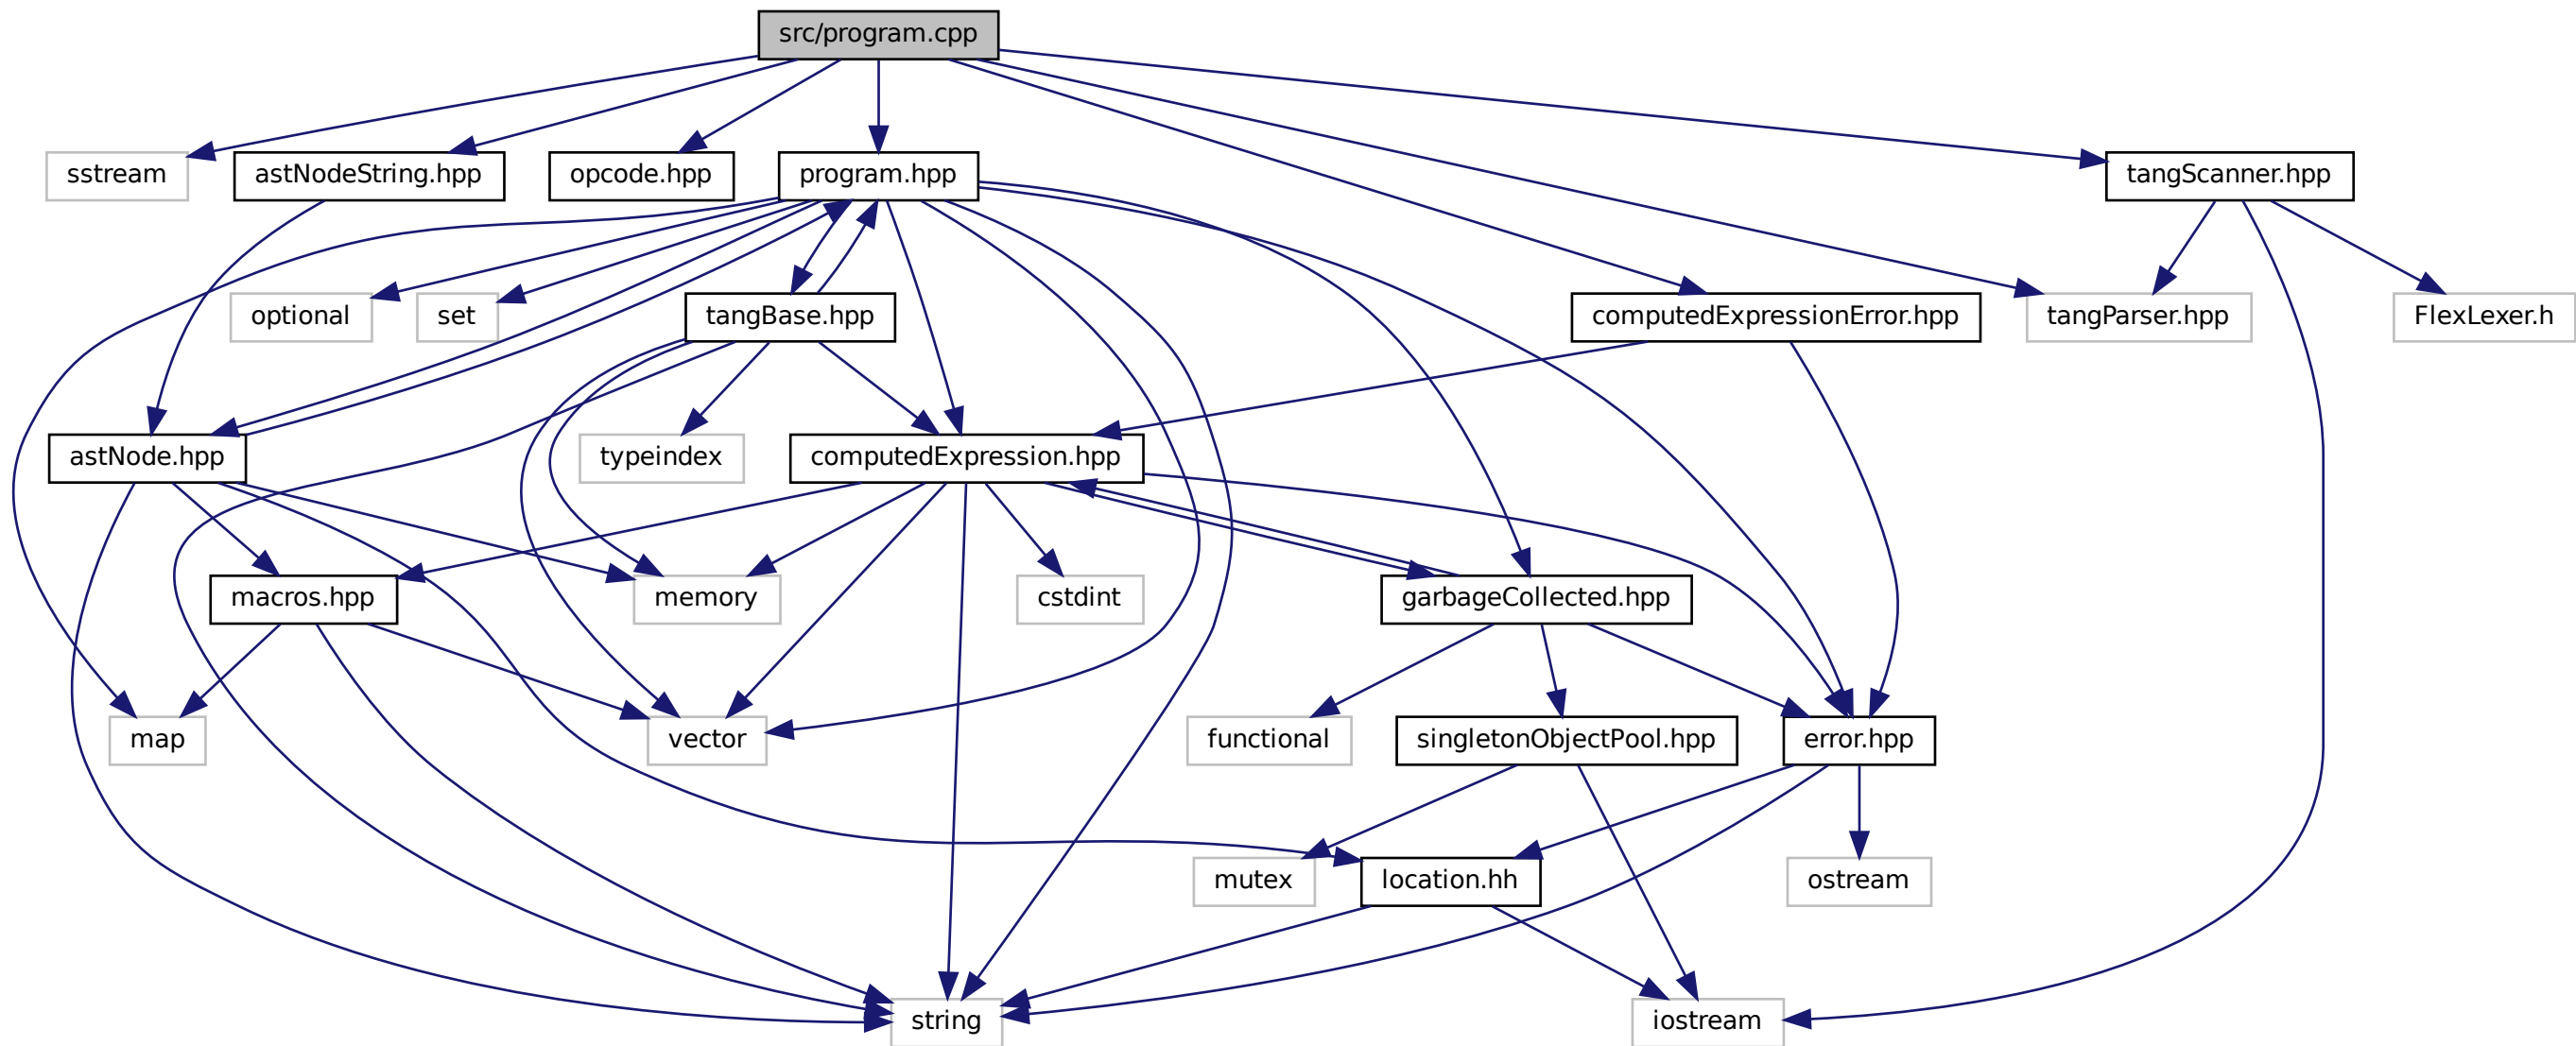 src/program.cpp
sstream
astNodeString.hpp
opcode.hpp
program.hpp
tangScanner.hpp
optional
set
tangBase.hpp
computedExpressionError.hpp
tangParser.hpp
FlexLexer.h
astNode.hpp
typeindex
computedExpression.hpp
macros.hpp
memory
cstdint
garbageCollected.hpp
map
vector
functional
singletonObjectPool.hpp
error.hpp
mutex
location.hh
ostream
string
iostream